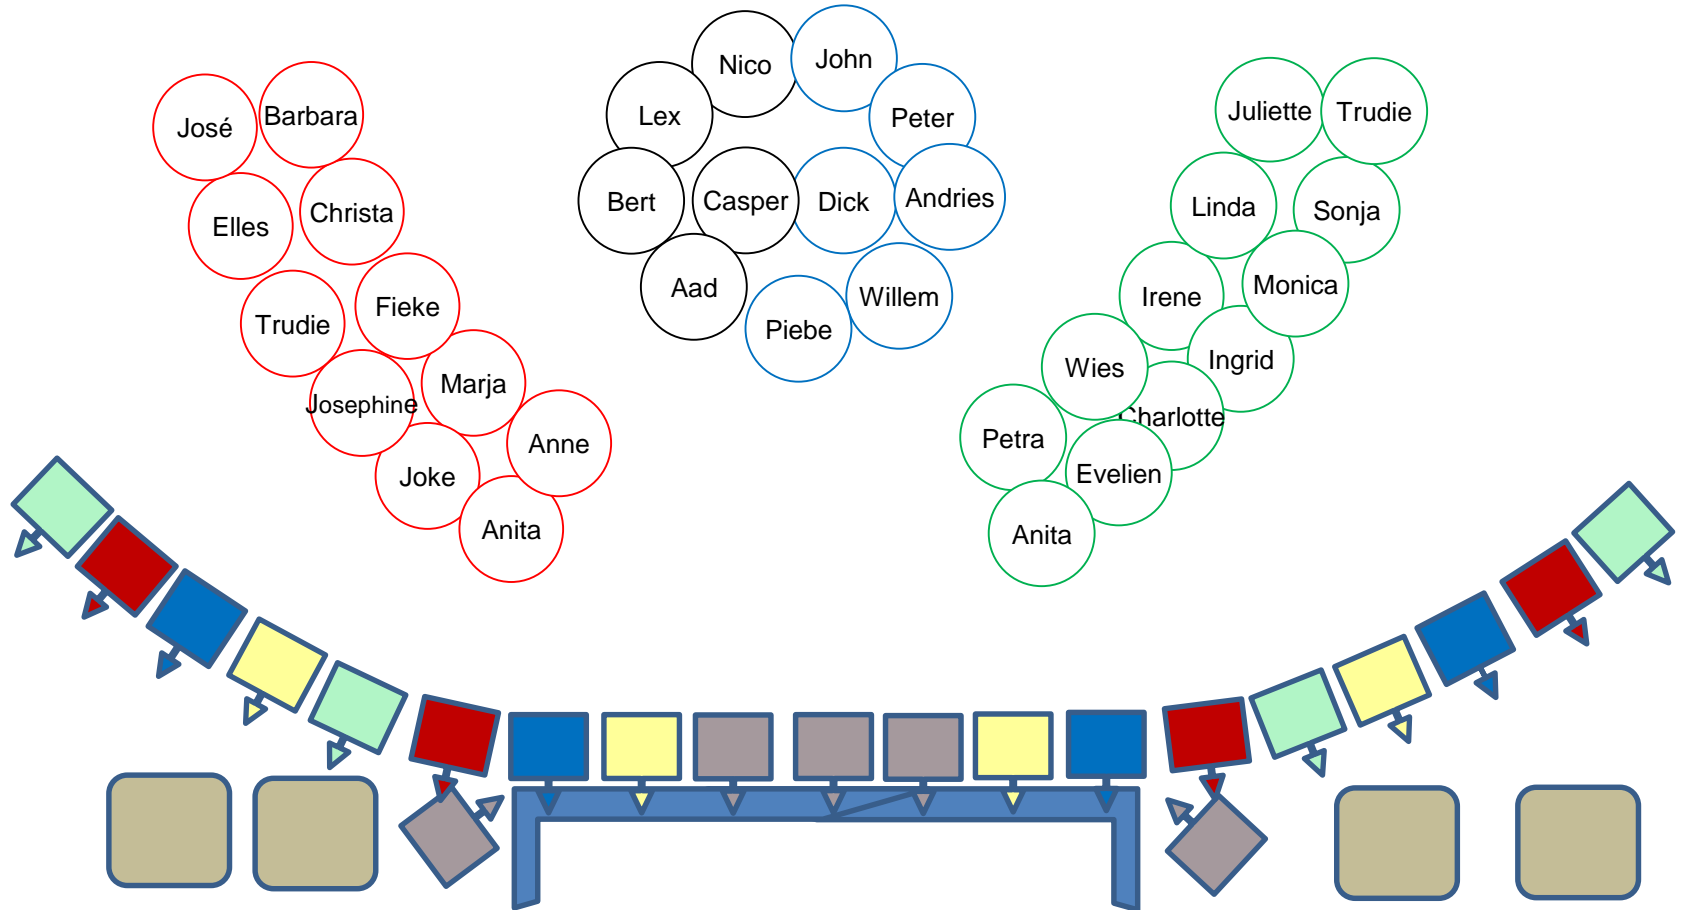 José
Barbara
Elles
Christa
Trudie
Fieke
Josephine
Marja
Joke
Anne
Anita
Nico
John
Lex
Peter
Bert
Casper
Dick
Andries
Aad
Willem
Piebe
Juliette
Trudie
Linda
Sonja
Irene
Monica
Wies
Ingrid
Petra
Charlotte
Evelien
Anita